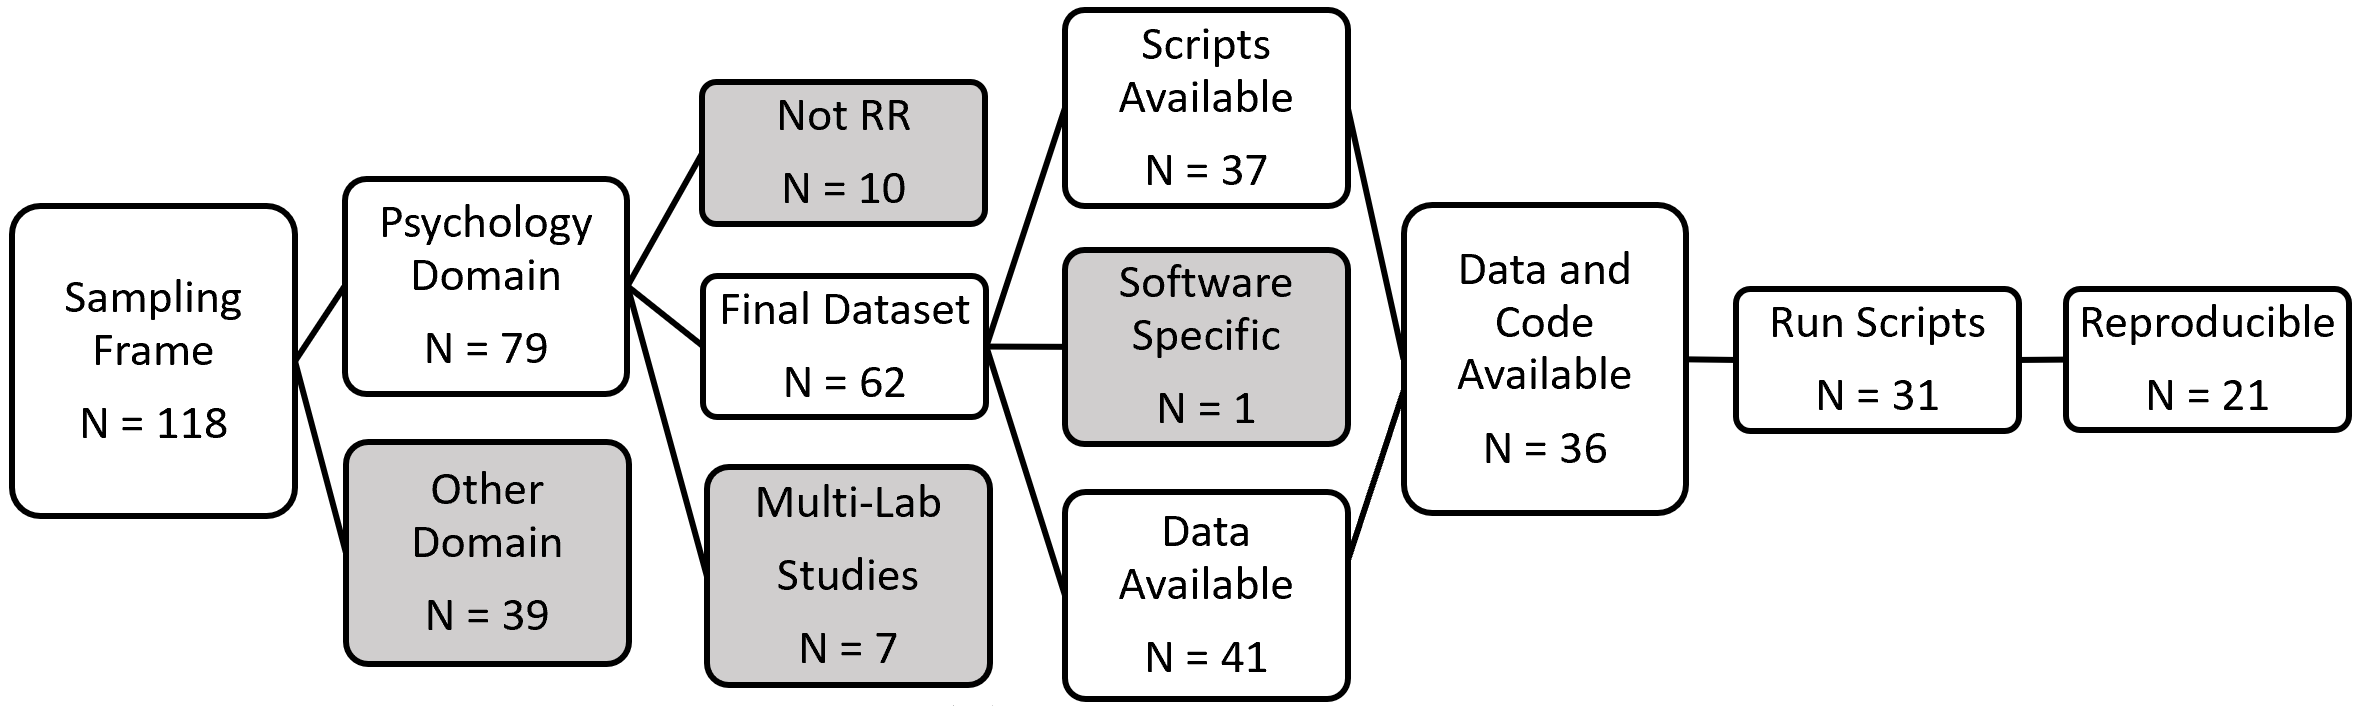 Sampling
Frame
N = 118
Psychology
Domain
N = 79
Other
Domain
N = 39
Not RR
N = 10
Final Dataset
N = 62
Multi-Lab
Studies
N = 7
Scripts
Available
N = 37
Software
Specific
N = 1
Data
Available
N = 41
Data and
Code
Available
N = 36
Run Scripts
N = 31
Reproducible
N = 21